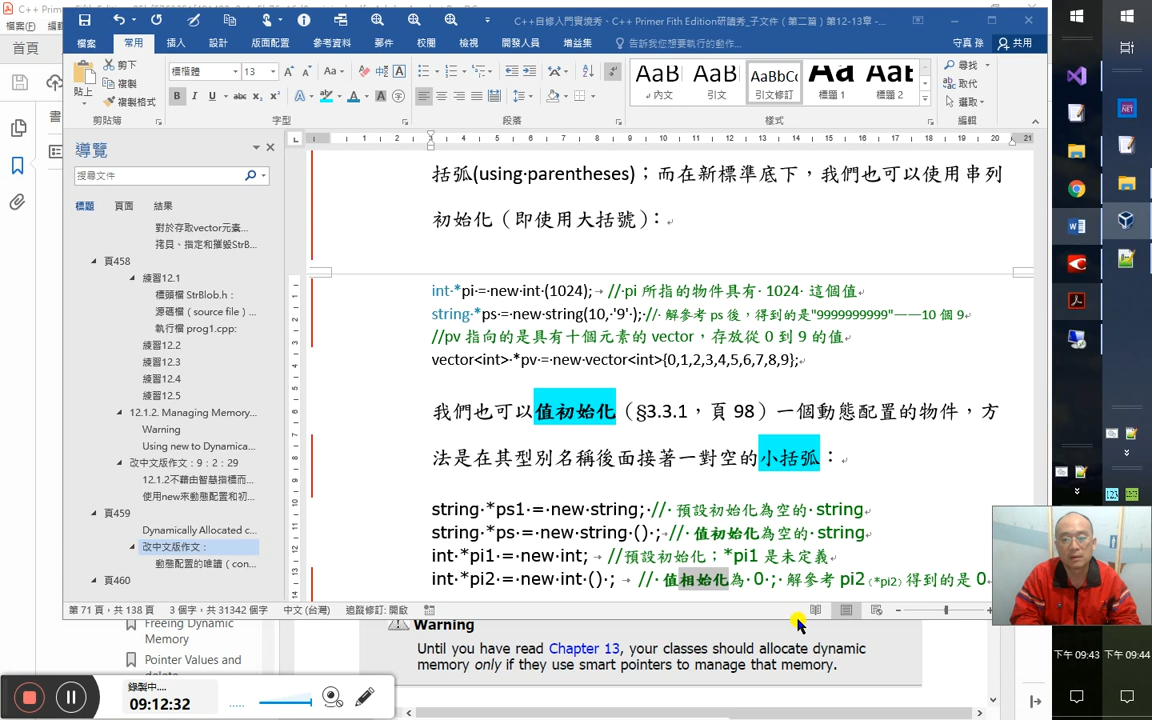 C++自修入門實境秀、C++ Primer Fifth Edition研讀秀_子文件（第二篇）第12-13章 -...
檔案
常用
插入
設計
版面配置
參考資料
郵件
校閱
檢視
開發人員
增益集
告訴我您想要執行的動作...
守真 孫
共用
首頁
貼上
剪下
複製
複製格式
剪貼簿
標楷體
13
字型
段落
AaB
內文
AaB
引文
AaBbCc
引文修訂
AaB
標題 1
AaB
標題 2
樣式
尋找
取代
選取
編輯
導覽
搜尋文件
標題
頁面
結果
對於存取vector元素...
拷貝、指定和摧毀StrB...
頁458
練習12.1
標頭檔 StrBlob.h：
源碼檔（source file）...
執行檔 prog1.cpp:
練習12.2
練習12.3
練習12.4
練習12.5
12.1.2. Managing Memory...
Warning
Using new to Dynamica...
改中文版作文：9：2：29
12.1.2不藉由智慧指標而...
使用new來動態配置和初...
頁459
Dynamically Allocated c...
改中文版作文：
動態配置的唯讀（con...
頁460
括弧(using parentheses)；而在新標準底下，我們也可以使用串列
初始化（即使用大括號）：
int *pi = new int (1024); // pi 所指的物件具有 1024 這個值
string *ps = new string(10, '9' );// 解參考 ps 後，得到的是"9999999999"——10 個 9
//pv 指向的是具有十個元素的 vector，存放從 0 到 9 的值
vector<int> *pv = new vector<int>{0,1,2,3,4,5,6,7,8,9};
我們也可以值初始化（§3.3.1，頁 98）一個動態配置的物件，方
法是在其型別名稱後面接著一對空的小括弧：
string *ps1 = new string; // 預設初始化為空的 string
string *ps = new string () ; // 值初始化為空的 string
int *pi1 = new int; //預設初始化；*pi1 是未定義
int *pi2 = new int () ; // 值相始化為 0 ; 解參考 pi2 (*pi2) 得到的是 0
第 71 頁，共 138 頁
3 個字，共 31342 個字
中文 (台灣)
追蹤修訂: 開啟
Freeing Dynamic
Memory
Pointer Values and
Warning
Until you have read Chapter 13, your classes should allocate dynamic
memory only if they use smart pointers to manage that memory.
錄製中....
09:12:32
下午 09:43
下午 09:44